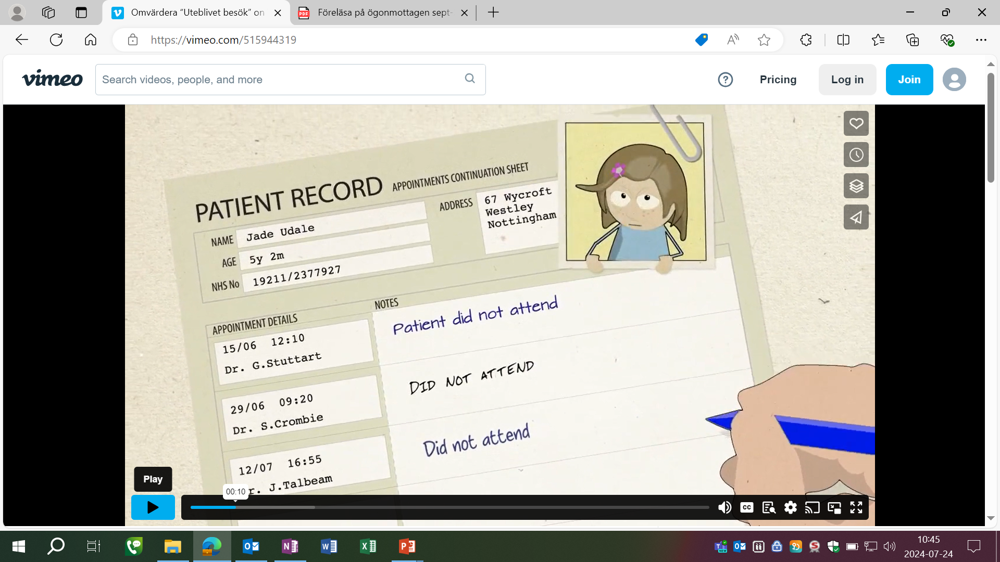 Omvärdera “Uteblivet besök” on
Föreläsa på ögonmottagen sept-
https://vimeo.com/515944319
vimeo
Search videos, people, and more
Pricing
Log in
Join
PATIENT RECORD APPOINTMENTS CONTINUATION SHEET
NAME Jade Udale
AGE 5y 2m
NHS No 19211/2377927
ADDRESS 67 Wycroft
Westley
Nottingham
APPOINTMENT DETAILS
NOTES
15/06 12:10
Dr. G.Stuttart
Patient did not attend
29/06 09:20
Dr. S.Crombie
DID NOT ATTEND
12/07 16:55
r. J.Talbeam
Did not attend
Play
00:10
CC
10:45
2024-07-24